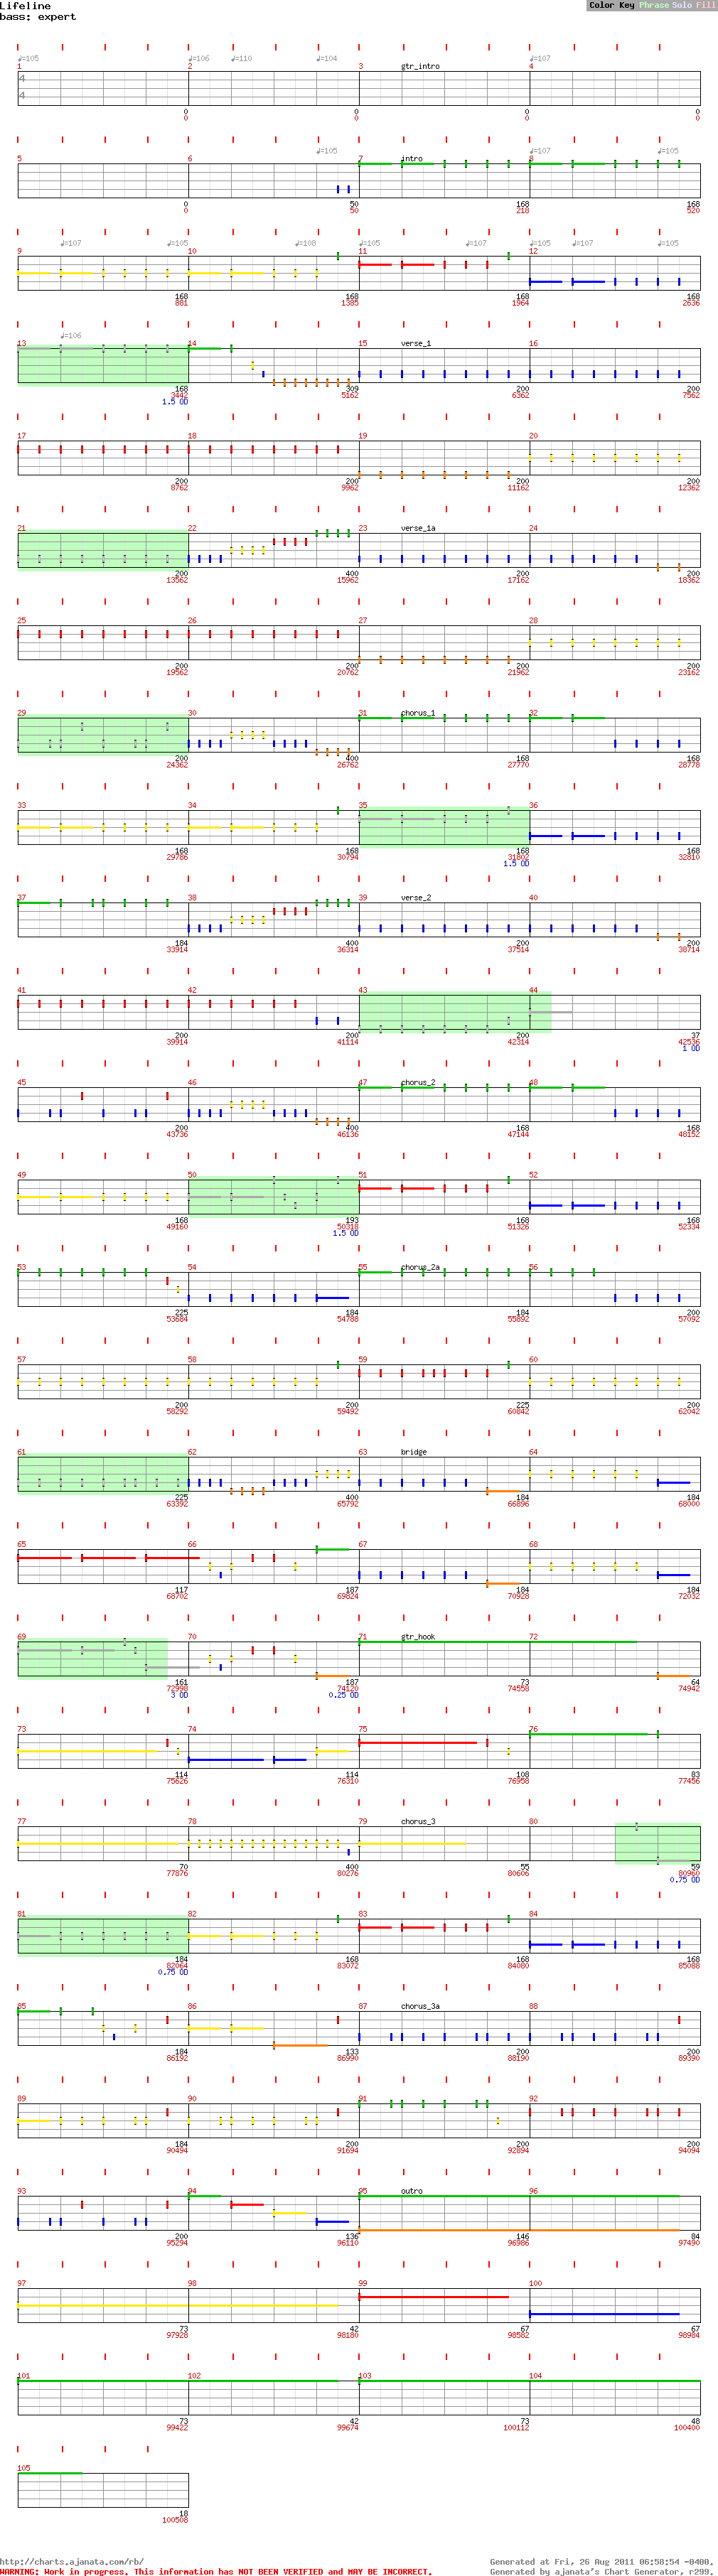 Lifeline
Color Key Phrase Solo Fill
bass: expert
♩=105 ♩=106 ♩=110 ♩=104 ♩=107
1 2 3 gtr_intro 4
4
4
0 0 0 0
0 0 0 0
♩=105 ♩=107 ♩=105
5 6 7 intro 8
0 50 168 168
0 50 218 520
♩=107 ♩=105 ♩=108 ♩=105 ♩=107 ♩=105 ♩=107 ♩=105
9 10 11 12
168 168 168 168
881 1385 1964 2636
♩=106
13 14 15 verse_1 16
168 309 200 200
3442 5162 6362 7562
1.5 OD
17 18 19 20
200 200 200 200
8762 9962 11162 12362
21 22 23 verse_1a 24
200 400 200 200
13562 15962 17162 18362
25 26 27 28
200 200 200 200
19562 20762 21962 23162
29 30 31 chorus_1 32
200 400 168 168
24362 26762 27770 28778
33 34 35 36
168 168 168 168
29786 30794 31802 32810
1.5 OD
37 38 39 verse_2 40
184 400 200 200
33914 36314 37514 38714
41 42 43 44
200 200 200 37
39914 41114 42314 42536
1 OD
45 46 47 chorus_2 48
200 400 168 168
43736 46136 47144 48152
49 50 51 52
168 193 168 168
49160 50318 51326 52334
1.5 OD
53 54 55 chorus_2a 56
225 184 184 200
53684 54788 55892 57092
57 58 59 60
200 200 225 200
58292 59492 60842 62042
61 62 63 bridge 64
225 400 184 184
63392 65792 66896 68000
65 66 67 68
117 187 184 184
68702 69824 70928 72032
69 70 71 gtr_hook 72
161 187 73 64
72998 74120 74558 74942
3 OD 0.25 OD
73 74 75 76
114 114 108 83
75626 76310 76958 77456
77 78 79 chorus_3 80
70 400 55 59
77876 80276 80606 80960
0.75 OD
81 82 83 84
184 168 168 168
82064 83072 84080 85088
0.75 OD
85 86 87 chorus_3a 88
184 133 200 200
86192 86990 88190 89390
89 90 91 92
184 200 200 200
90494 91694 92894 94094
93 94 95 outro 96
200 136 146 84
95294 96110 96986 97490
97 98 99 100
73 42 67 67
97928 98180 98582 98984
101 102 103 104
73 42 73 48
99422 99674 100112 100400
105
18
100508
http://charts.ajanata.com/rb/
Generated at Fri, 26 Aug 2011 06:58:54 -0400.
WARNING: Work in progress. This information has NOT BEEN VERIFIED and MAY BE INCORRECT.
Generated by ajanata's Chart Generator, r299.